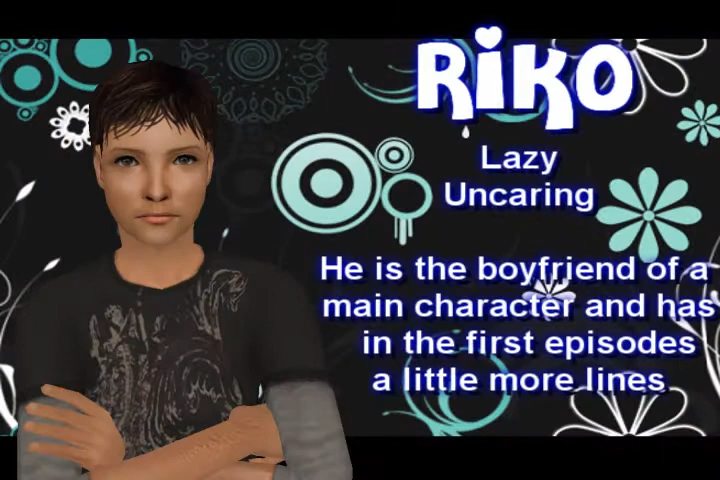 RiKO
Lazy
Uncaring
He is the boyfriend of a
main character and has
in the first episodes
a little more lines